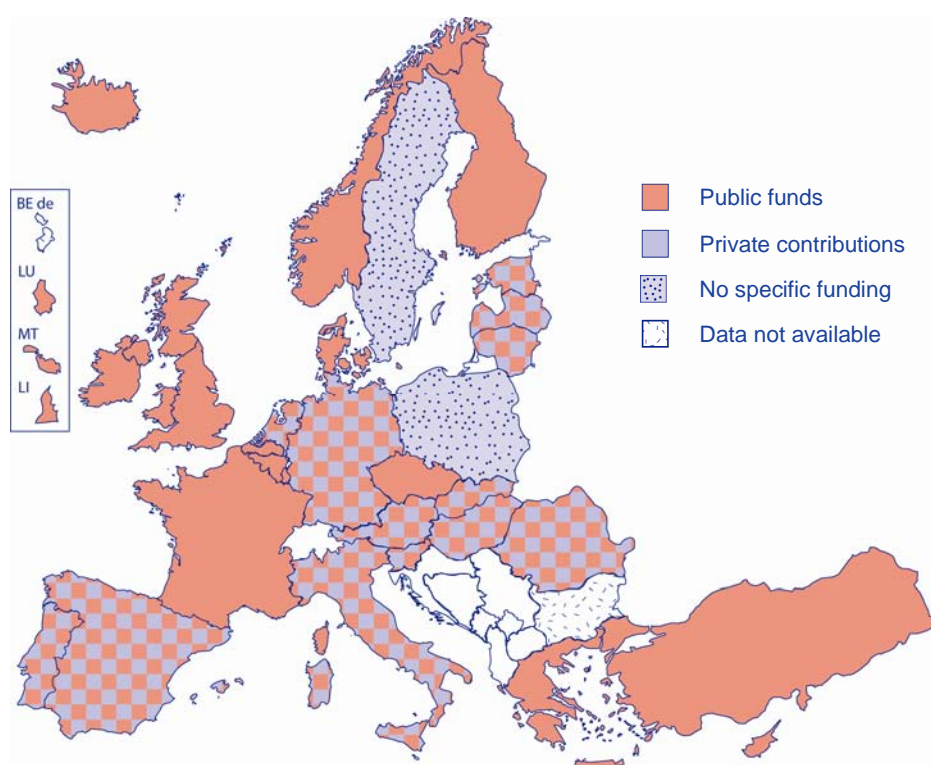 BE de
LU
MT
LI
Public funds
Private contributions
No specific funding
Data not available